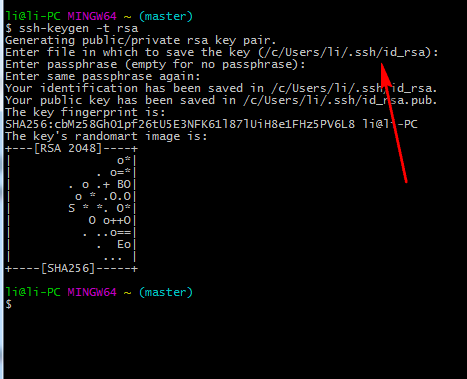 li@li-PC MINGW64 ~ (master)
$ ssh-keygen -t rsa
Generating public/private rsa key pair.
Enter file in which to save the key (/c/Users/li/.ssh/id_rsa):
Enter passphrase (empty for no passphrase):
Enter same passphrase again:
Your identification has been saved in /c/Users/li/.ssh/id_rsa.
Your public key has been saved in /c/Users/li/.ssh/id_rsa.pub.
The key fingerprint is:
SHA256:cbMz58GhO1pf26tU5E3NFK61l87lUiH8e1FHz5PV6L8 li@li-PC
The key's randomart image is:
+---[RSA 2048]----+
|               o*|
|            . o=*|
|        . o .+ BO|
|         o * .O.O|
|        S * *. O*|
|           O o++O|
|          . ..o==|
|            .  Eo|
|             ... |
+----[SHA256]-----+
li@li-PC MINGW64 ~ (master)
$